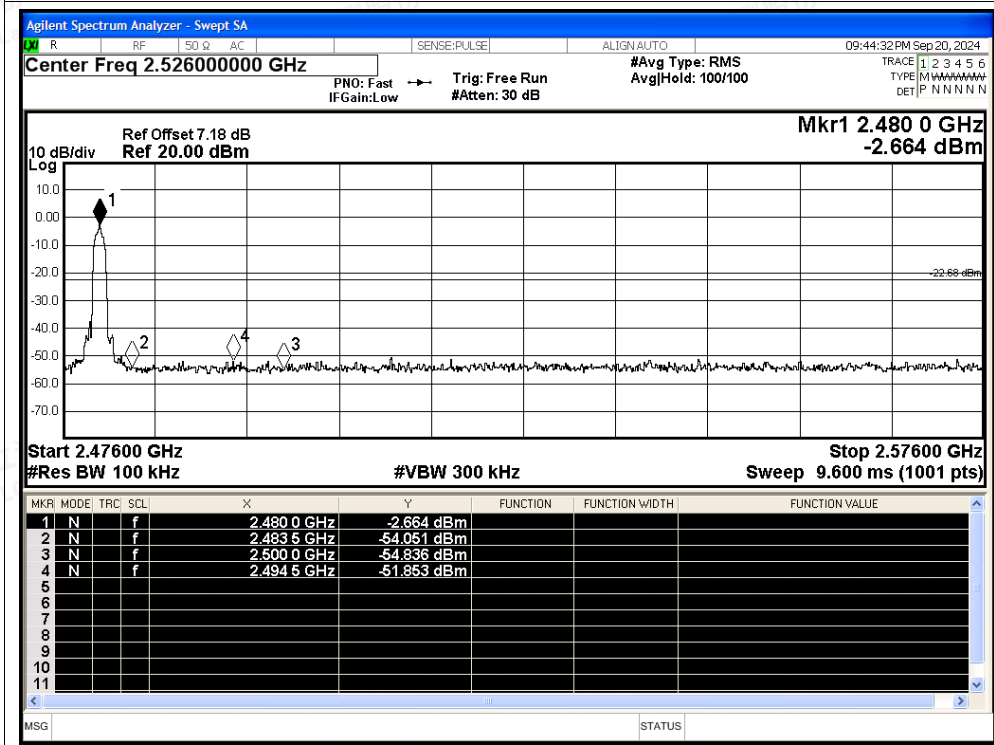 Agilent Spectrum Analyzer - Swept SA
LXI R RF 50 Ω AC SENSE:PULSE ALIGN AUTO 09:44:32 PM Sep 20, 2024
Center Freq 2.526000000 GHz
PNO: Fast
IFGain:Low
Trig: Free Run
#Atten: 30 dB
#Avg Type: RMS
Avg|Hold: 100/100
TRACE 1 2 3 4 5 6
TYPE M
DET P N N N N N
Mkr1 2.480 0 GHz
-2.664 dBm
Ref Offset 7.18 dB
10 dB/div Ref 20.00 dBm
Log
10.0
0.00
-10.0
-20.0
-30.0
-40.0
-50.0
-60.0
-70.0
1
2
4
3
-22.68 dBm
Start 2.47600 GHz Stop 2.57600 GHz
#Res BW 100 kHz #VBW 300 kHz Sweep 9.600 ms (1001 pts)
MKR MODE TRC SCL X Y FUNCTION FUNCTION WIDTH FUNCTION VALUE
1 N f 2.480 0 GHz -2.664 dBm
2 N f 2.483 5 GHz -54.051 dBm
3 N f 2.500 0 GHz -54.836 dBm
4 N f 2.494 5 GHz -51.853 dBm
5
6
7
8
9
10
11
MSG STATUS